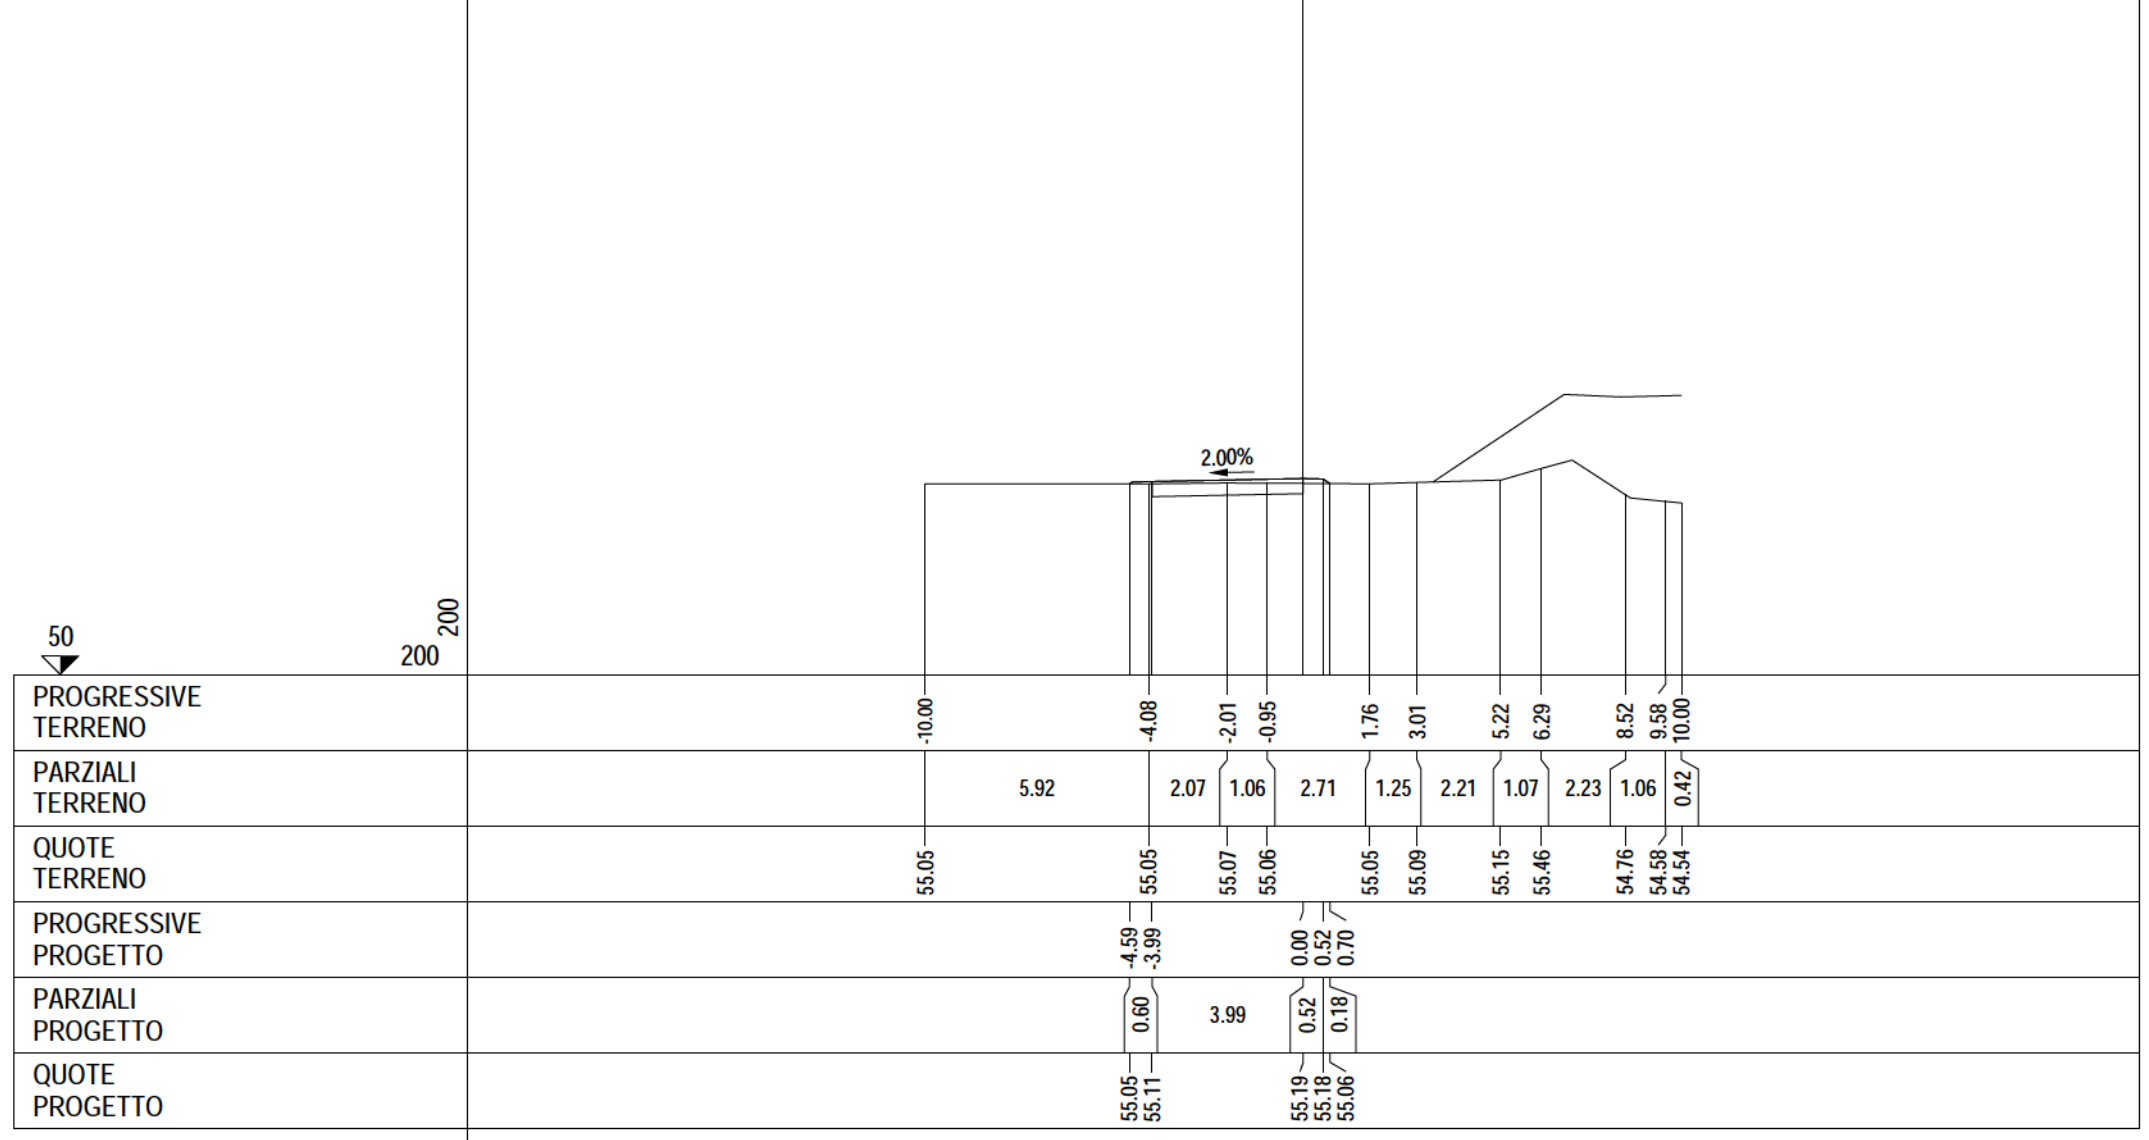 2.00%
200
50
200
PROGRESSIVE
TERRENO
-10.00 -4.08 -2.01 -0.95 1.76 3.01 5.22 6.29 8.52 9.58 10.00
PARZIALI
TERRENO
5.92 2.07 1.06 2.71 1.25 2.21 1.07 2.23 1.06 0.42
QUOTE
TERRENO
55.05 55.05 55.07 55.06 55.05 55.09 55.15 55.46 54.76 54.58 54.54
PROGRESSIVE
PROGETTO
-4.59 -3.99 0.00 0.52 0.70
PARZIALI
PROGETTO
0.60 3.99 0.52 0.18
QUOTE
PROGETTO
55.05 55.11 55.19 55.18 55.06